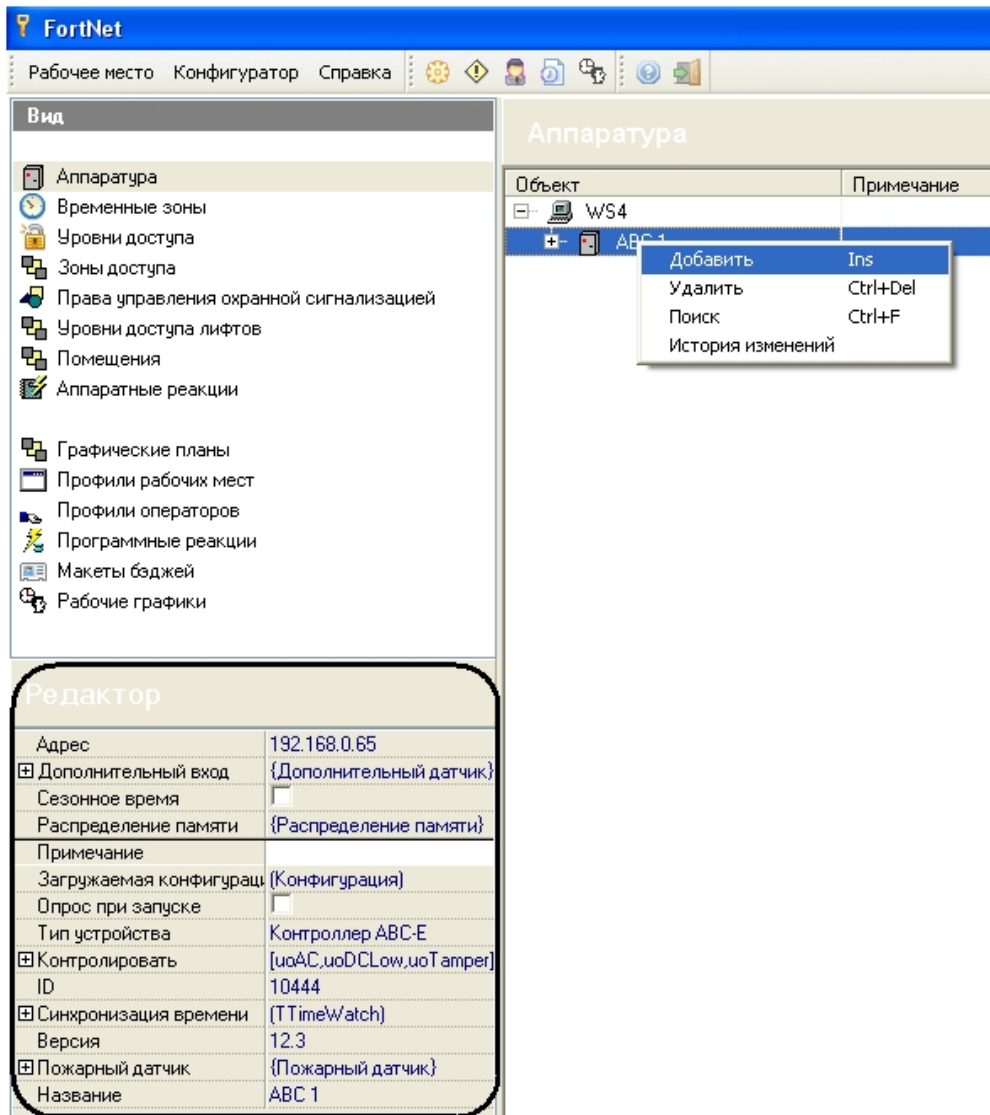 FortNet
Рабочее место Конфигуратор Справка
Вид
Аппаратура
Временные зоны
Уровни доступа
Зоны доступа
Права управления охранной сигнализацией
Уровни доступа лифтов
Помещения
Аппаратные реакции
Графические планы
Профили рабочих мест
Профили операторов
Программные реакции
Макеты бэджей
Рабочие графики
Редактор
Адрес 192.168.0.65
Дополнительный вход {Дополнительный датчик}
Сезонное время
Распределение памяти {Распределение памяти}
Примечание
Загружаемая конфигураци (Конфигурация)
Опрос при запуске
Тип устройства Контроллер ABC-E
Контролировать [uoAC,uoDCLow,uoTamper]
ID 10444
Синхронизация времени (TTimeWatch)
Версия 12.3
Пожарный датчик {Пожарный датчик}
Название ABC 1
Аппаратура
Объект Примечание
WS4
ABC 1
Добавить Ins
Удалить Ctrl+Del
Поиск Ctrl+F
История изменений